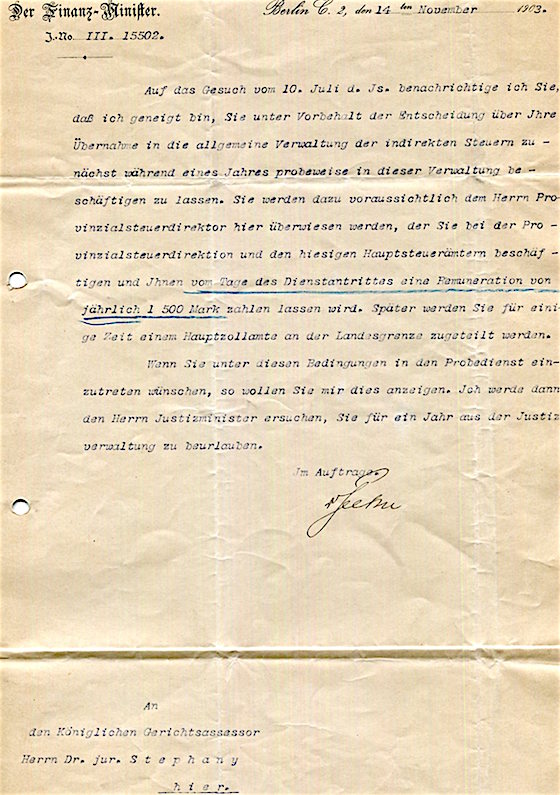 Der Finanz-Minister.
J.-No. III. 15502.
Berlin C. 2, den 14 ten November 1903.
Auf das Gesuch vom 10. Juli d. Js. benachrichtige ich Sie,
daß ich geneigt bin, Sie unter Vorbehalt der Entscheidung über Ihre
Übernahme in die allgemeine Verwaltung der indirekten Steuern zu -
nächst während eines Jahres probeweise in dieser Verwaltung be -
schäftigen zu lassen. Sie werden dazu voraussichtlich dem Herrn Pro-
vinzialsteuerdirektor hier überwiesen werden, der Sie bei der Pro -
vinzialsteuerdirektion und den hiesigen Hauptsteuerämtern beschäf -
tigen und Jhnen vom Tage des Dienstantrittes eine Remuneration von
jährlich 1 500 Mark zahlen lassen wird. Später werden Sie für eini-
ge Zeit einem Hauptzollamte an der Landesgrenze zugeteilt werden.
Wenn Sie unter diesen Bedingungen in den Probedienst ein-
zutreten wünschen, so wollen Sie mir dies anzeigen. Jch werde dann
den Herrn Justizminister ersuchen, Sie für ein Jahr aus der Justiz
verwaltung zu beurlauben.
Jm Auftrage.
An
den Königlichen Gerichtsassessor
Herrn Dr. jur. S t e p h a n y
h i e r.